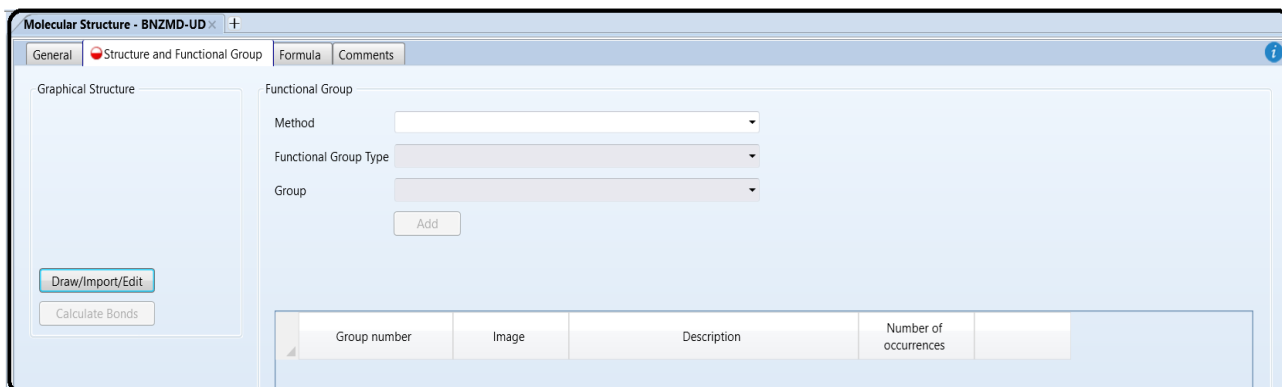 Molecular Structure - BNZMD-UD × +
General Structure and Functional Group Formula Comments
Graphical Structure
Draw/Import/Edit
Calculate Bonds
Functional Group
Method
Functional Group Type
Group
Add
Group number Image Description Number of
occurrences